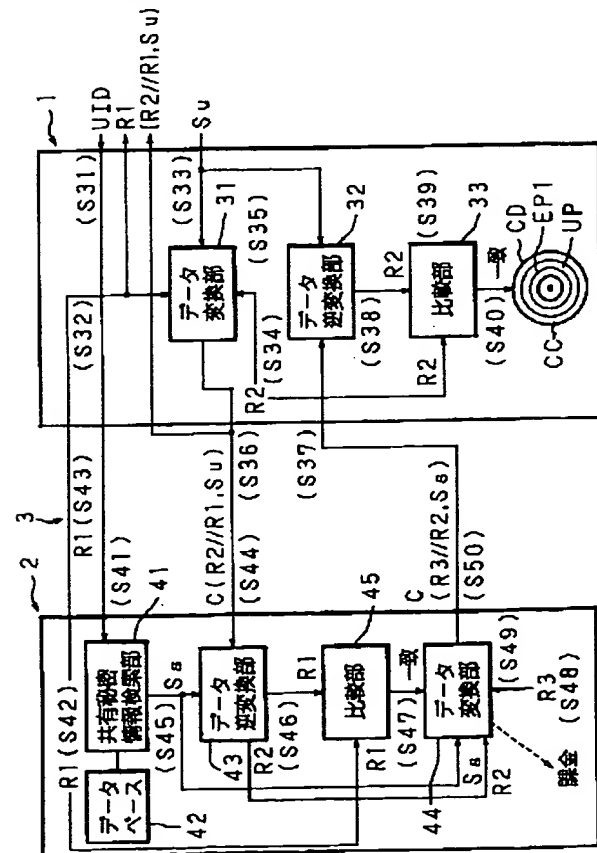 1
2
3
UID
R1
(R2//R1,Su)
Su
(S31)
(S32)
(S33)
データ
変換部
31
(S35)
R2
(S34)
データ
逆変換部
32
R2
(S38)
比較部
33
(S39)
R2
一致
(S40)
CD
EP1
UP
CC
R1(S43)
(S41)
C(R2//R1,Su)
(S36)
(S44)
(S37)
C
(R3//R2,Ss)
(S50)
R1(S42)
データ
ベース
42
共有秘密
情報検索部
41
(S45)
Ss
データ
逆変換部
43
R2
(S46)
R1
比較部
45
R1
一致
(S47)
データ
変換部
44
Ss
R2
(S49)
R3
(S48)
課金